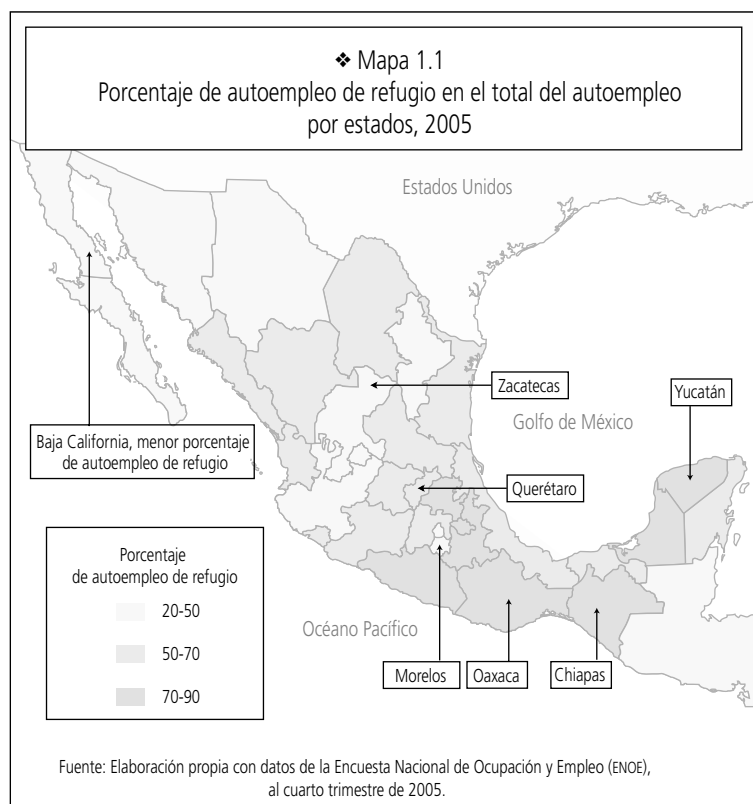 ❖ Mapa 1.1
Porcentaje de autoempleo de refugio en el total del autoempleo
por estados, 2005
Estados Unidos
Zacatecas
Yucatán
Golfo de México
Baja California, menor porcentaje
de autoempleo de refugio
Querétaro
Porcentaje
de autoempleo de refugio
20-50
50-70
70-90
Océano Pacífico
Morelos
Oaxaca
Chiapas
Fuente: Elaboración propia con datos de la Encuesta Nacional de Ocupación y Empleo (ENOE),
al cuarto trimestre de 2005.